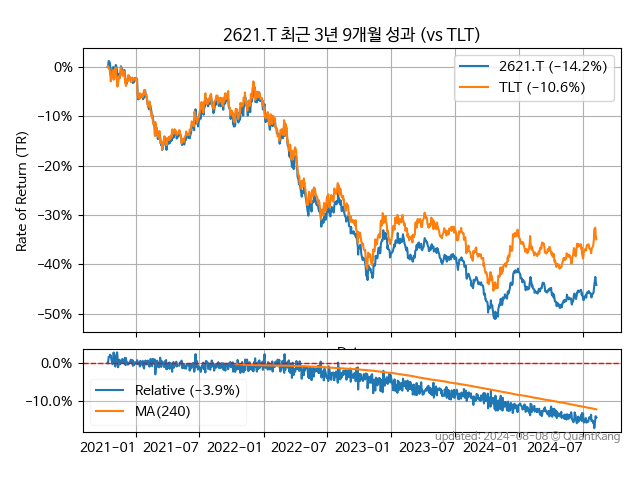 2621.T 최근 3년 9개월 성과 (vs TLT)
Rate of Return (TR)
0%
−10%
−20%
−30%
−40%
−50%
2621.T (−14.2%)
TLT (−10.6%)
0.0%
−10.0%
Relative (−3.9%)
MA(240)
2021−01 2021−07 2022−01 2022−07 2023−01 2023−07 2024−01 2024−07
updated: 2024-08-08 © QuantKang